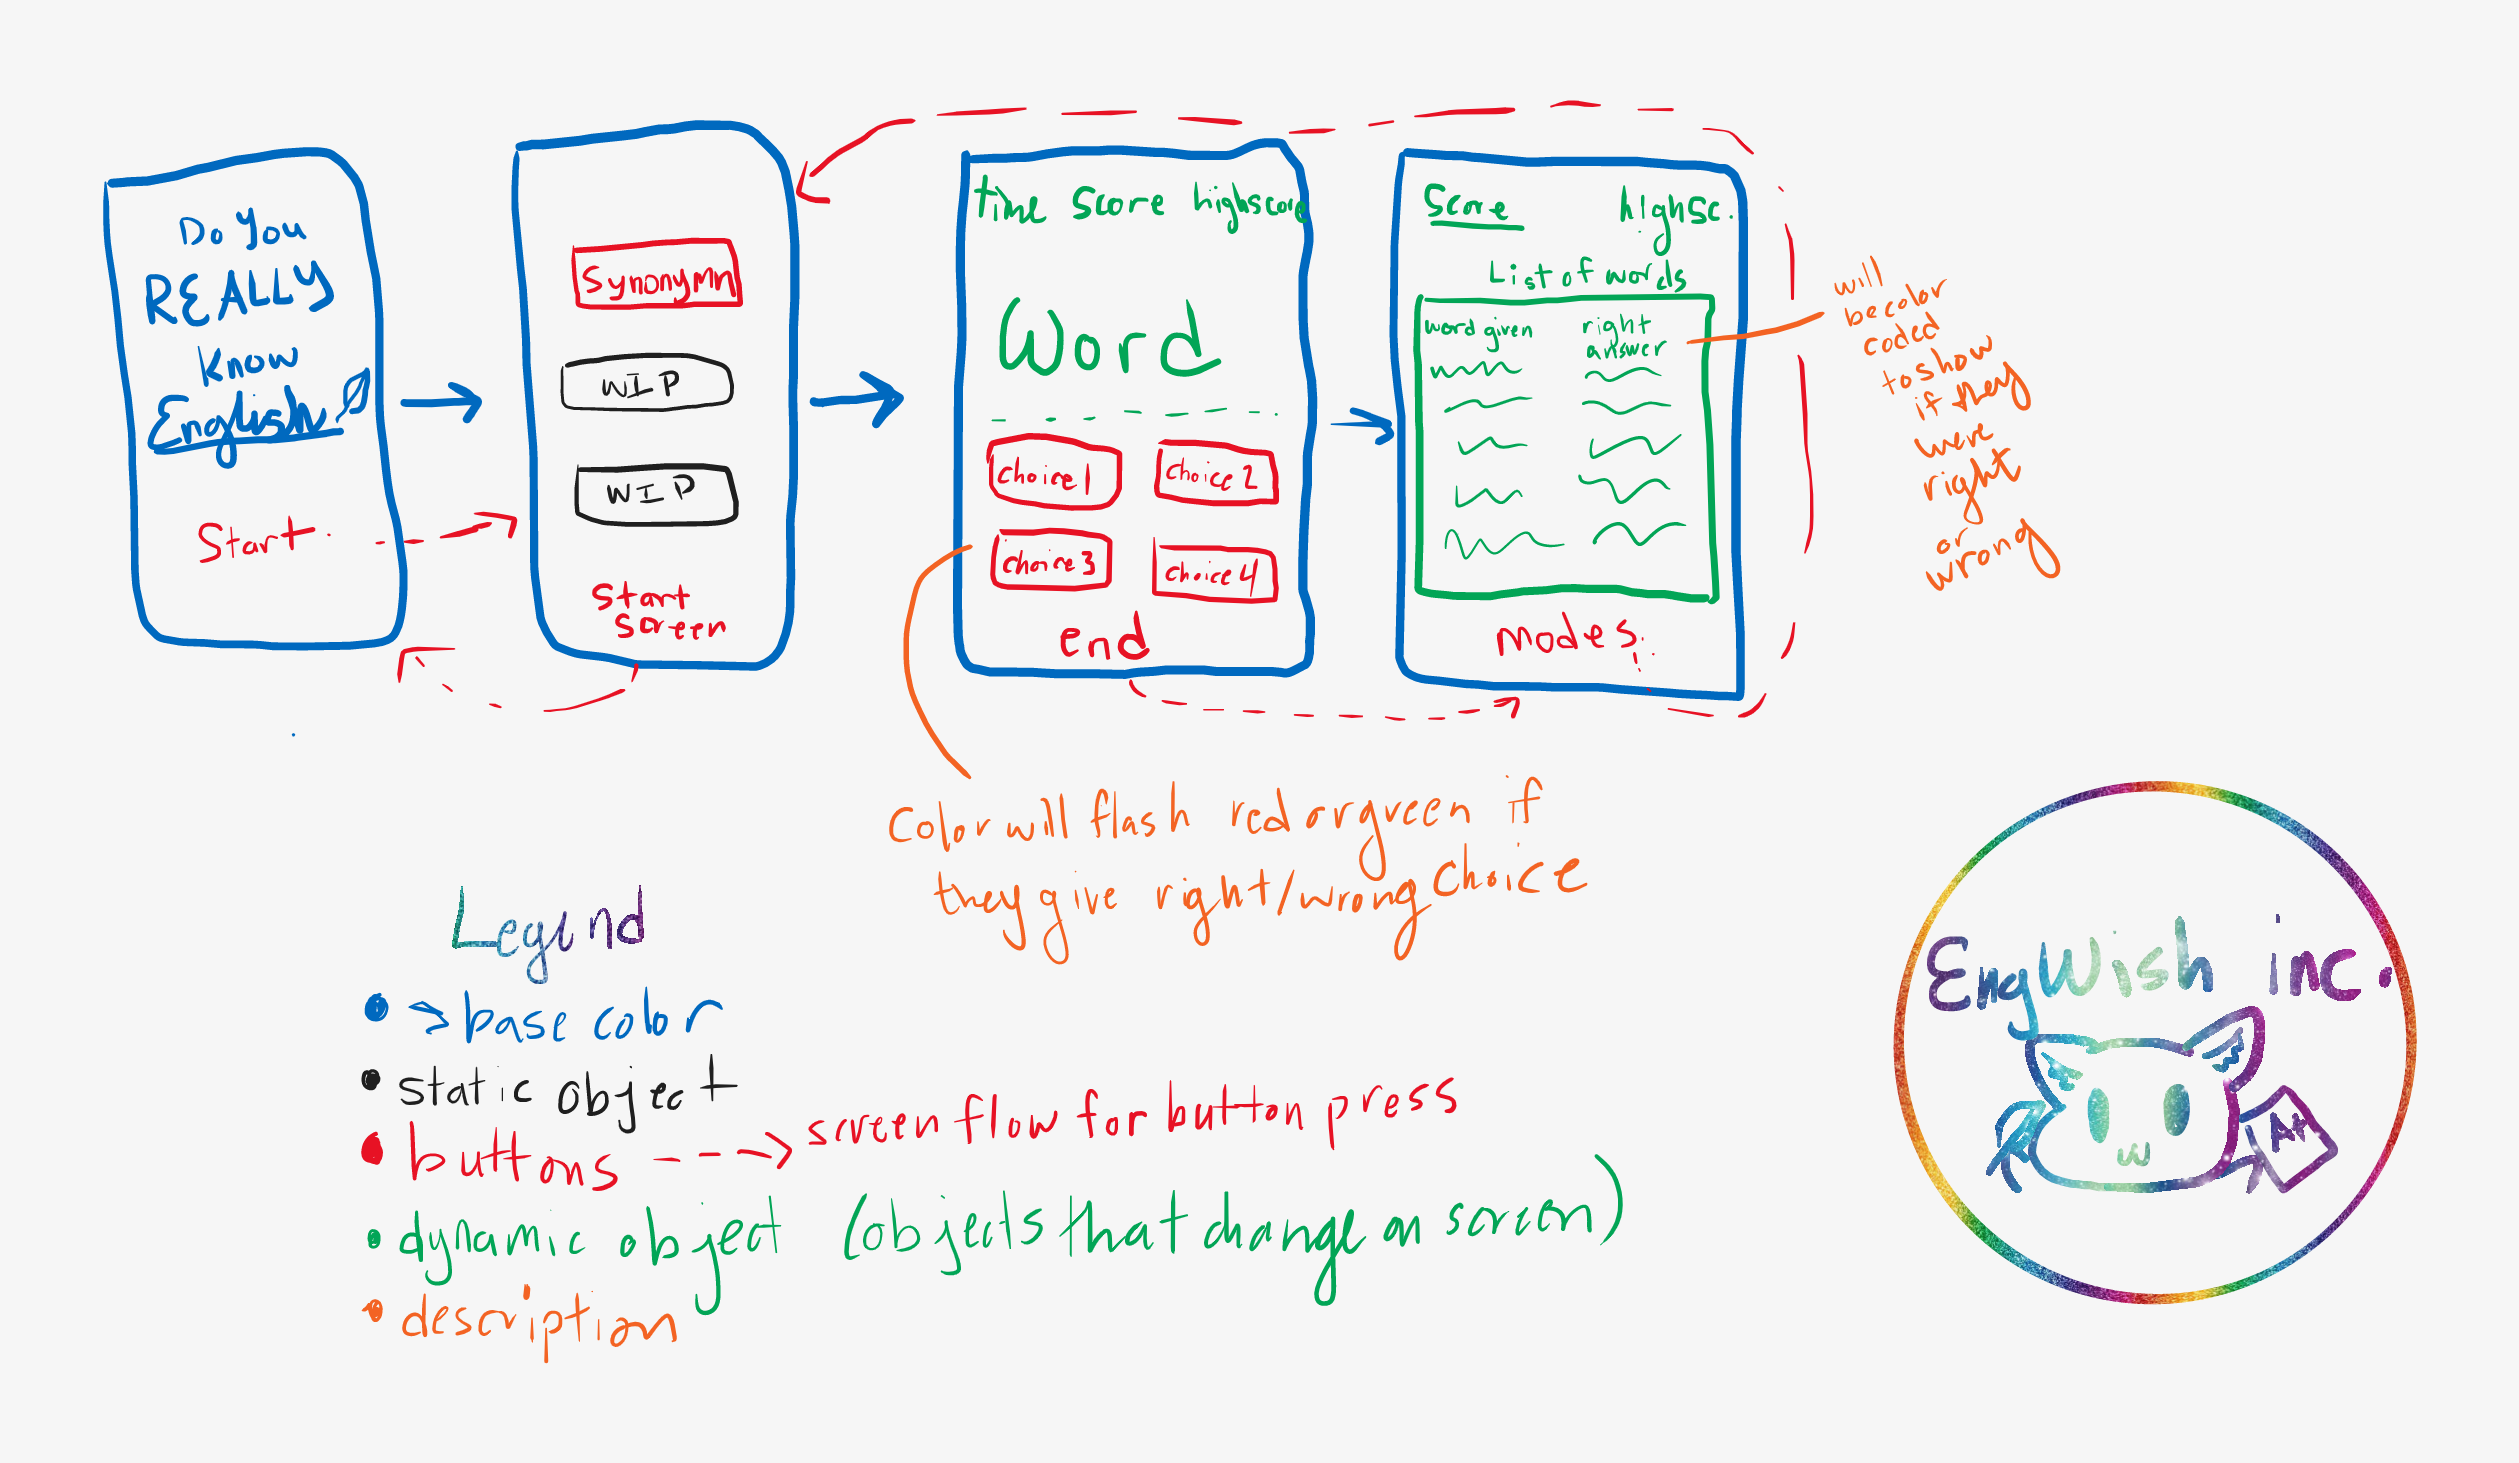 Do You
REALLY
know
English
Start
Synonymn
WIP
WIP
Start
Screen
time score highscore
Word
choice 1
choice 2
choice 3
choice 4
end
Score
highsc.
List of words
word given
right
answer
Modes
will
be color
coded
to show
if they
were
right
or
wrong
Color will flash red or green if
they give right/wrong choice
Legend
base color
static object
buttons
screen flow for button press
dynamic object (objects that change on screen)
description
EngWish inc.